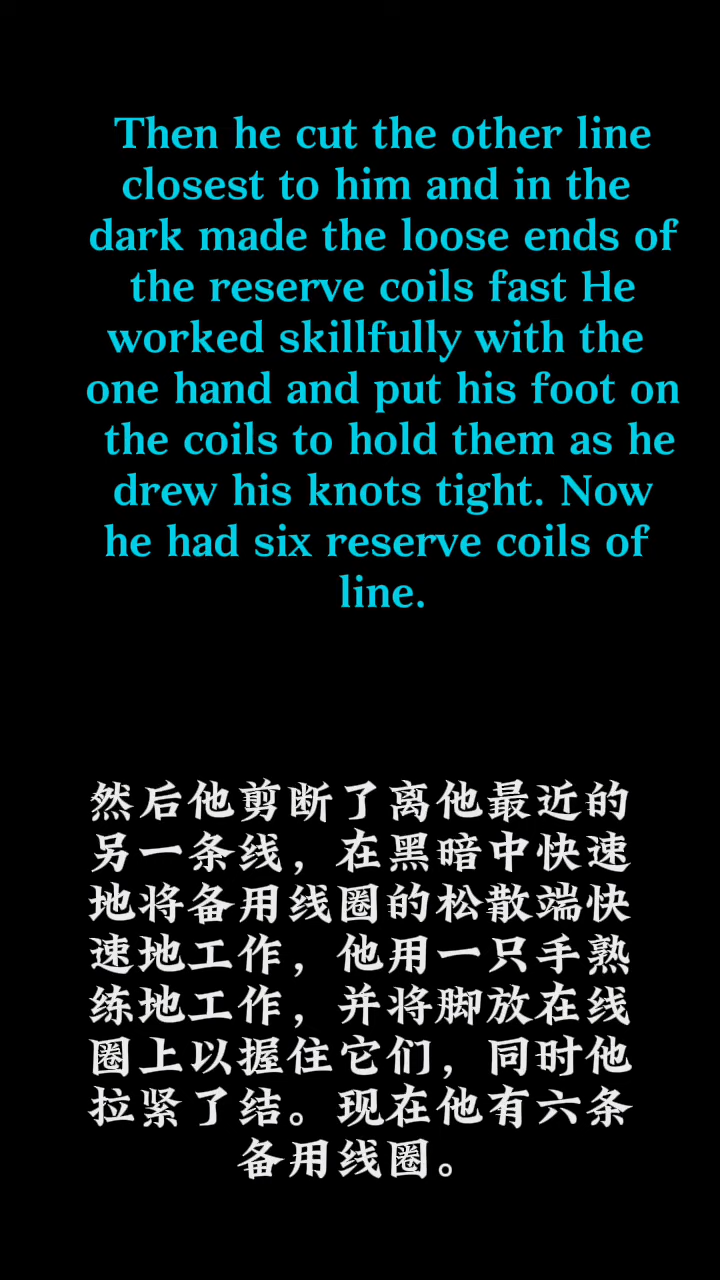 Then he cut the other line
closest to him and in the
dark made the loose ends of
the reserve coils fast He
worked skillfully with the
one hand and put his foot on
the coils to hold them as he
drew his knots tight. Now
he had six reserve coils of
line.
然后他剪断了离他最近的
另一条线，在黑暗中快速
地将备用线圈的松散端快
速地工作，他用一只手熟
练地工作，并将脚放在线
圈上以握住它们，同时他
拉紧了结。现在他有六条
备用线圈。